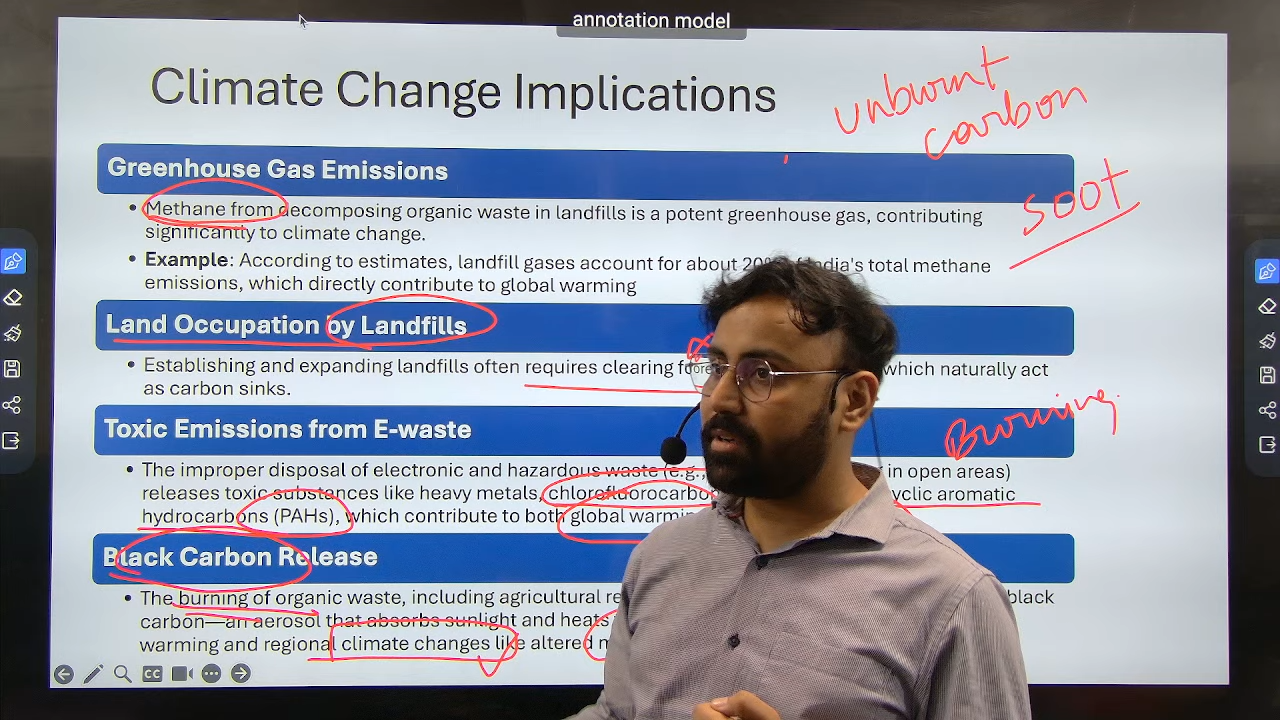 annotation model
Climate Change Implications
unburnt
carbon
soot
Greenhouse Gas Emissions
• Methane from decomposing organic waste in landfills is a potent greenhouse gas, contributing
significantly to climate change.
• Example: According to estimates, landfill gases account for about India's total methane
emissions, which directly contribute to global warming
Land Occupation by Landfills
• Establishing and expanding landfills often requires clearing which naturally act
as carbon sinks.
Burning
Toxic Emissions from E-waste
• The improper disposal of electronic and hazardous waste (e.g., in open areas)
releases toxic substances like heavy metals, aromatic
hydrocarbons (PAHs), which contribute to both global
Black Carbon Release
• The burning of organic waste, including agricultural black
carbon—an aerosol that absorbs sunlight and heats
warming and regional climate changes like altered
CC